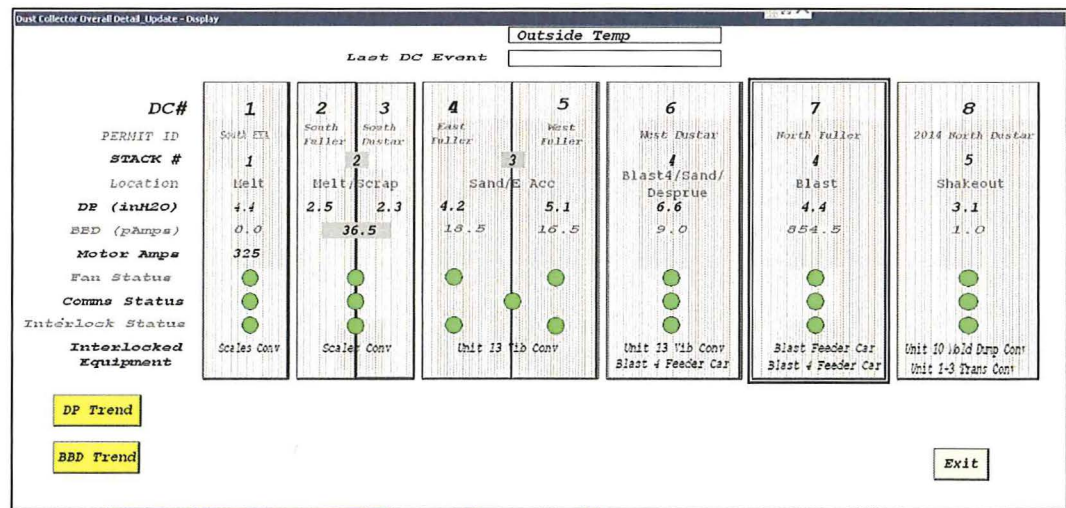 Dust Collector Overall Detail_Update - Display
Outside Temp
Last DC Event
DC# 1 2 3 4 5 6 7 8
PERMIT ID South South South East West West Dustar North Fuller 2014 North Dustar
Fuller Dustar Fuller Fuller
STACK # 1 2 3 4 4 5
Location Melt Melt/Scrap Sand/E Acc Blast4/Sand/ Blast Shakeout
Desprue
DP (inH2O) 4.4 2.5 2.3 4.2 5.1 6.6 4.4 3.1
BBD (pAmps) 0.0 36.5 18.5 16.5 9.0 854.5 1.0
Motor Amps 325
Fan Status
Comms Status
Interlock Status
Interlocked Scales Conv Scales Conv Unit 13 Vib Conv Unit 13 Vib Conv Blast Feeder Car Unit 10 Mold Dump Conv
Equipment Blast 4 Feeder Car Blast 4 Feeder Car Unit 1-3 Trans Conv
DP Trend
BBD Trend
Exit